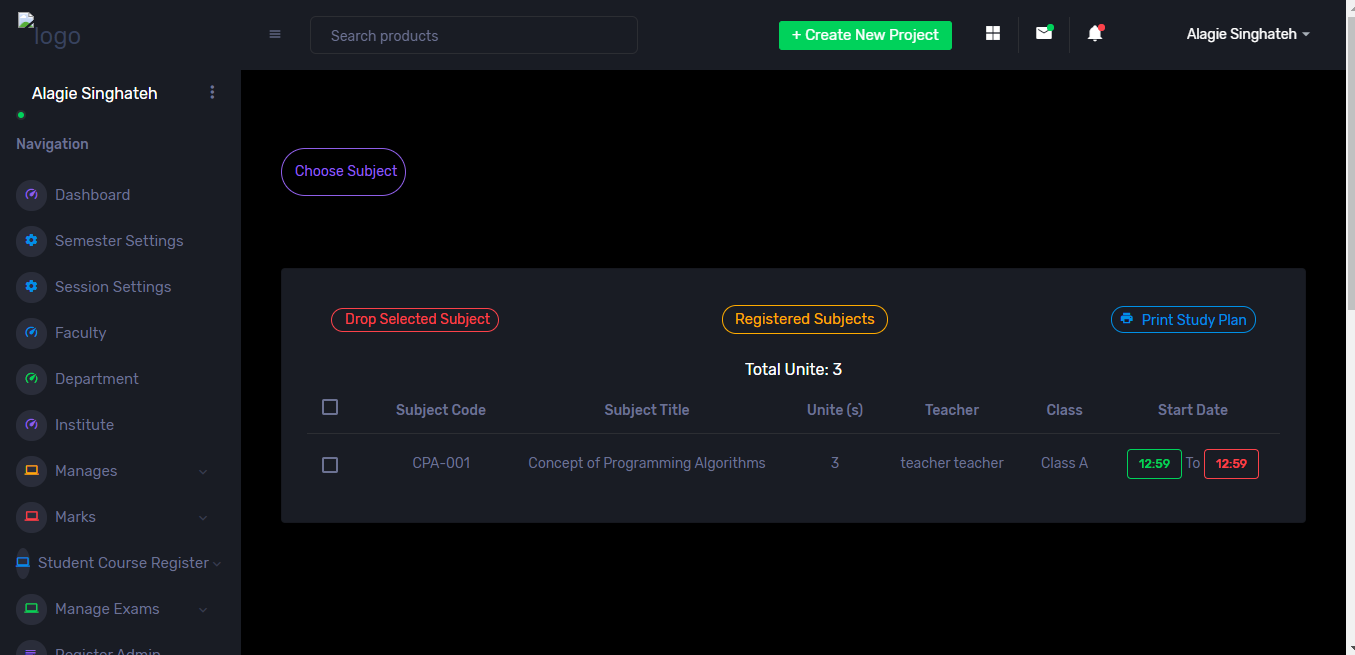 logo
Search products
+ Create New Project
Alagie Singhateh
Alagie Singhateh
Navigation
Dashboard
Semester Settings
Session Settings
Faculty
Department
Institute
Manages
Marks
Student Course Register
Manage Exams
Register Admin
Choose Subject
Drop Selected Subject
Registered Subjects
Print Study Plan
Total Unite: 3
Subject Code Subject Title Unite (s) Teacher Class Start Date
CPA-001 Concept of Programming Algorithms 3 teacher teacher Class A 12:59 To 12:59